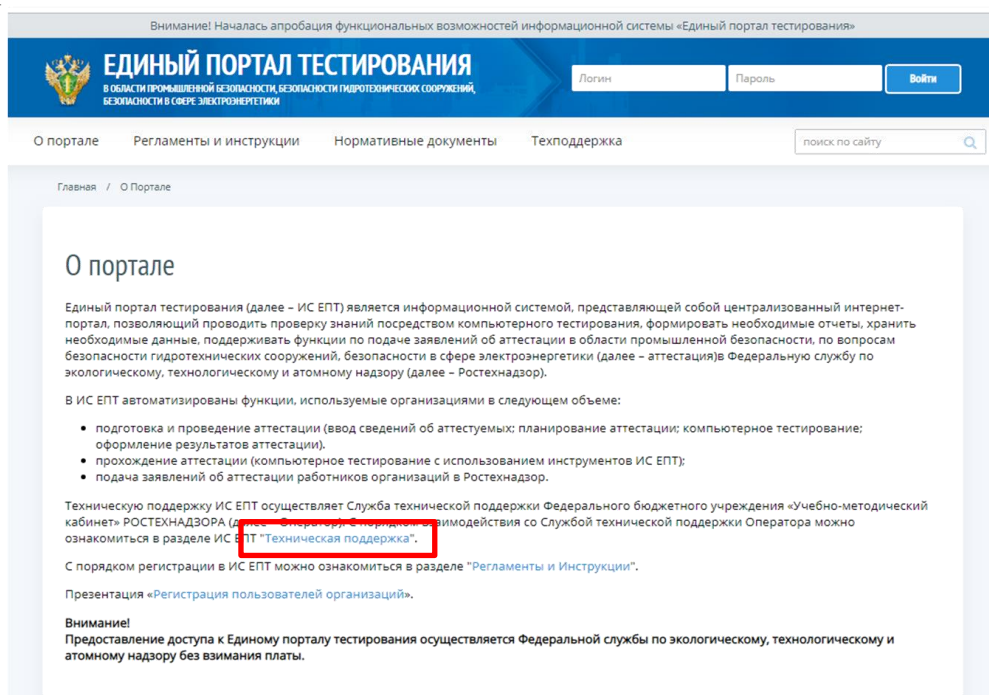 Внимание! Началась апробация функциональных возможностей информационной системы «Единый портал тестирования»
ЕДИНЫЙ ПОРТАЛ ТЕСТИРОВАНИЯ
В ОБЛАСТИ ПРОМЫШЛЕННОЙ БЕЗОПАСНОСТИ, БЕЗОПАСНОСТИ ГИДРОТЕХНИЧЕСКИХ СООРУЖЕНИЙ,
БЕЗОПАСНОСТИ В СФЕРЕ ЭЛЕКТРОЭНЕРГЕТИКИ
Логин Пароль Войти
О портале Регламенты и инструкции Нормативные документы Техподдержка поиск по сайту
Главная / О Портале
О портале
Единый портал тестирования (далее – ИС ЕПТ) является информационной системой, представляющей собой централизованный интернет-
портал, позволяющий проводить проверку знаний посредством компьютерного тестирования, формировать необходимые отчеты, хранить
необходимые данные, поддерживать функции по подаче заявлений об аттестации в области промышленной безопасности, по вопросам
безопасности гидротехнических сооружений, безопасности в сфере электроэнергетики (далее – аттестация)в Федеральную службу по
экологическому, технологическому и атомному надзору (далее – Ростехнадзор).
В ИС ЕПТ автоматизированы функции, используемые организациями в следующем объеме:
• подготовка и проведение аттестации (ввод сведений об аттестуемых; планирование аттестации; компьютерное тестирование;
оформление результатов аттестации).
• прохождение аттестации (компьютерное тестирование с использованием инструментов ИС ЕПТ);
• подача заявлений об аттестации работников организаций в Ростехнадзор.
Техническую поддержку ИС ЕПТ осуществляет Служба технической поддержки Федерального бюджетного учреждения «Учебно-методический
кабинет» РОСТЕХНАДЗОРА (далее – Оператор). С порядком взаимодействия со Службой технической поддержки Оператора можно
ознакомиться в разделе ИС ЕПТ "Техническая поддержка".
С порядком регистрации в ИС ЕПТ можно ознакомиться в разделе "Регламенты и Инструкции".
Презентация «Регистрация пользователей организаций».
Внимание!
Предоставление доступа к Единому порталу тестирования осуществляется Федеральной службы по экологическому, технологическому и
атомному надзору без взимания платы.